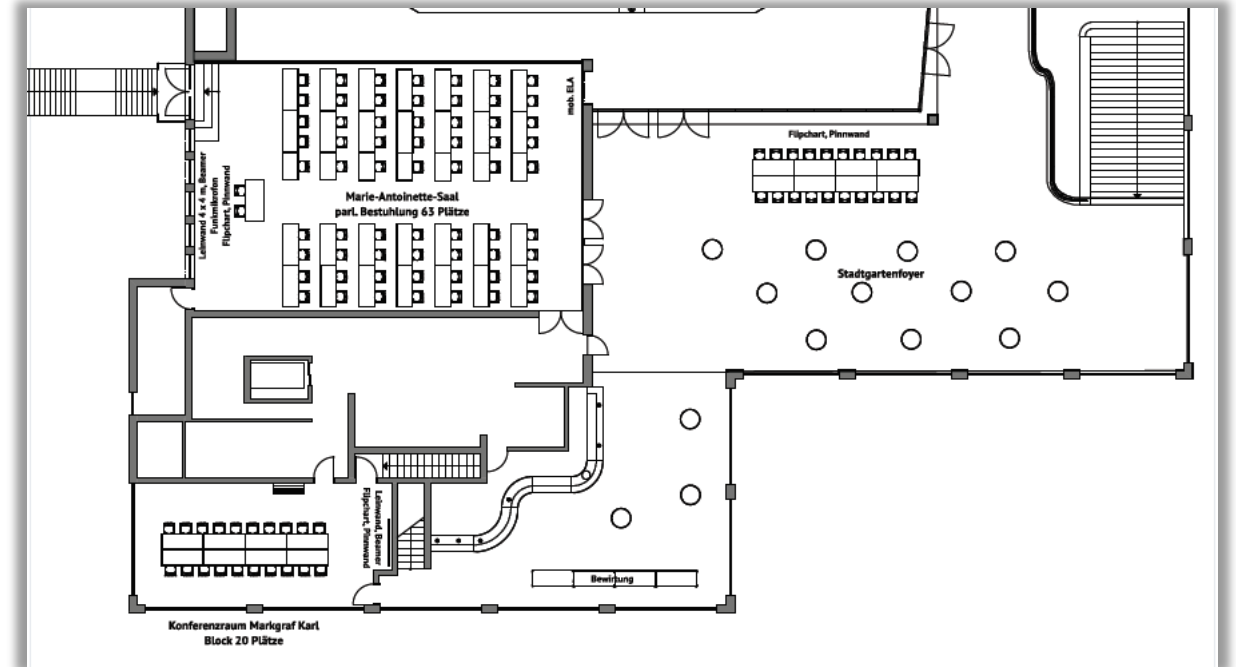 mob. ELA
Flipchart, Pinnwand
Leinwand 4 x 4 m, Beamer
Funkmikrofon
Flipchart, Pinnwand
Marie-Antoinette-Saal
parl. Bestuhlung 63 Plätze
Stadtgartenfoyer
Leinwand, Beamer
Flipchart, Pinnwand
Bewirtung
Konferenzraum Markgraf Karl
Block 20 Plätze